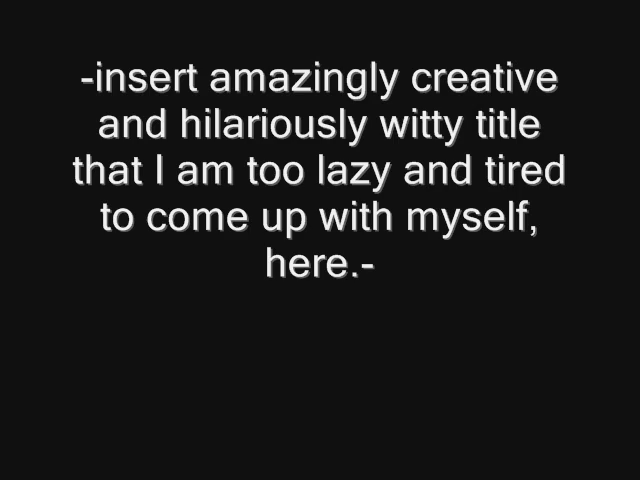 -insert amazingly creative
and hilariously witty title
that I am too lazy and tired
to come up with myself,
here.-